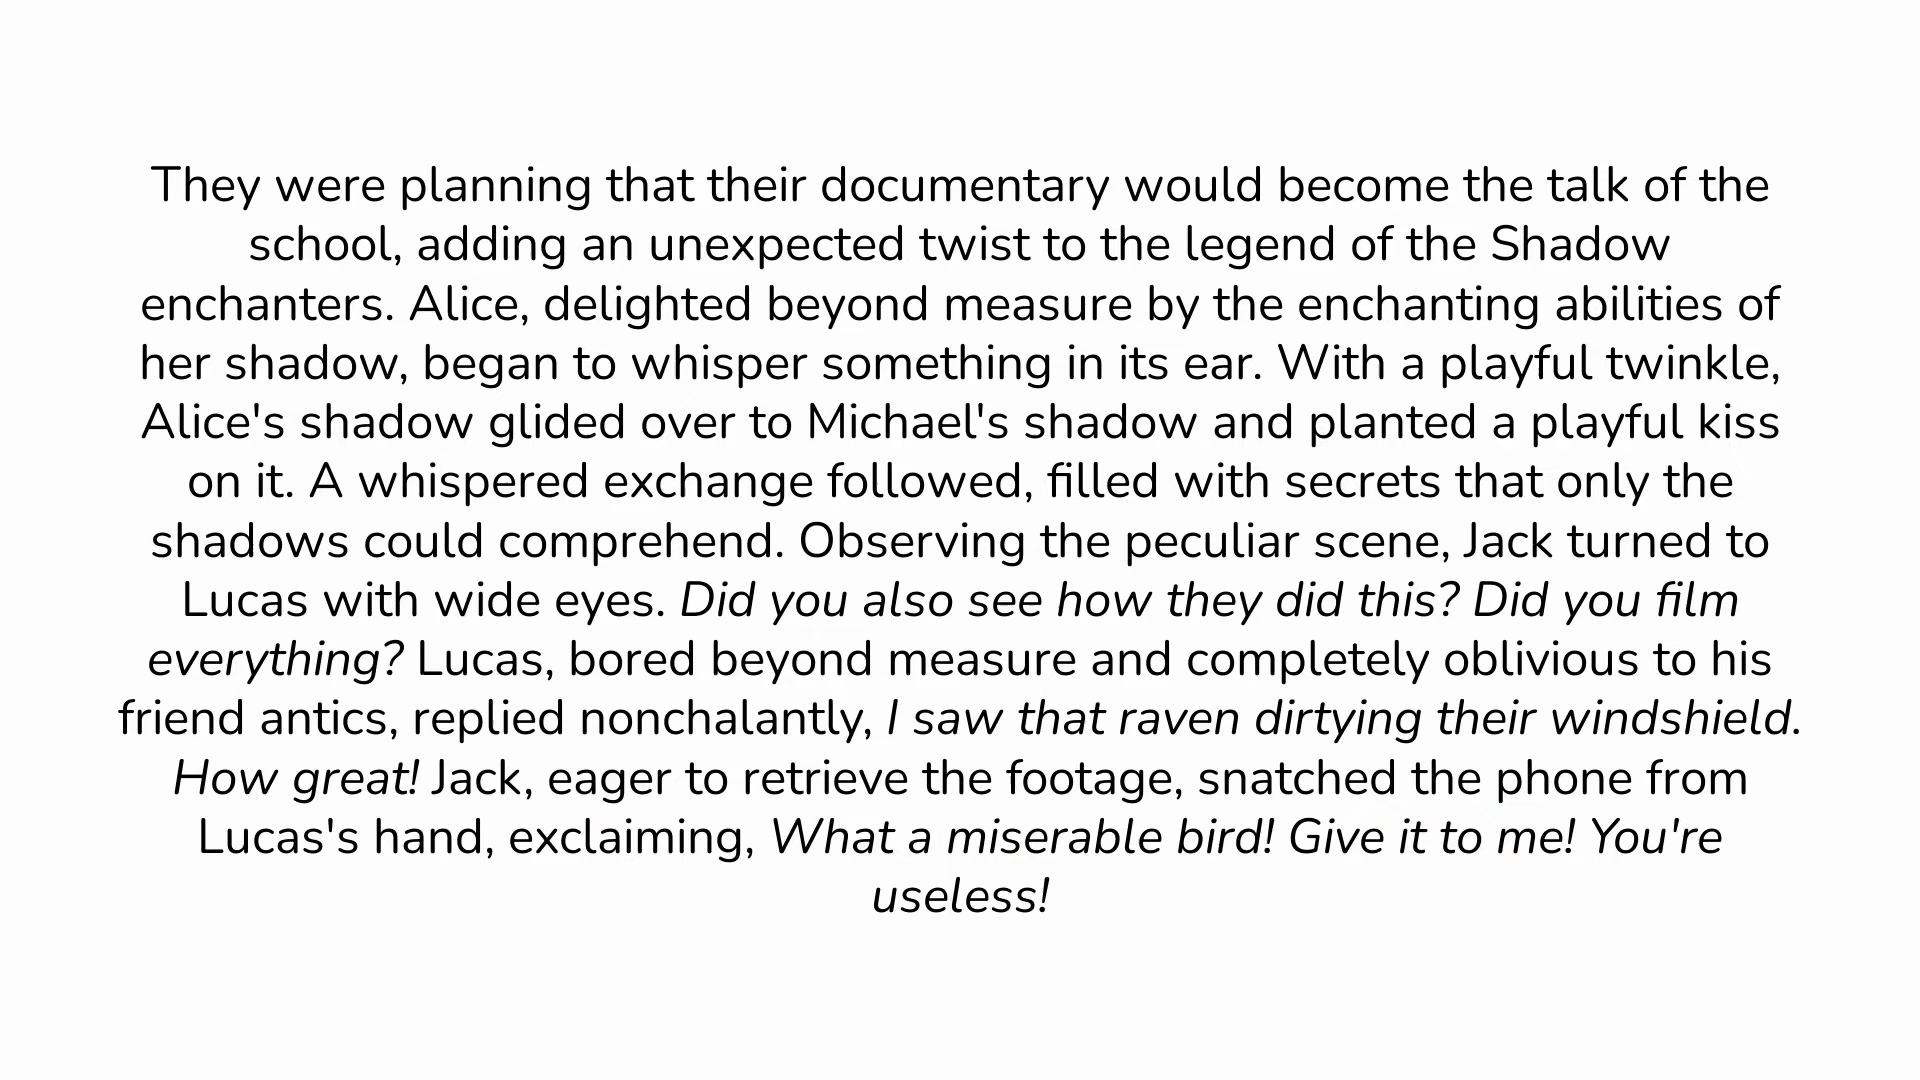 They were planning that their documentary would become the talk of the
school, adding an unexpected twist to the legend of the Shadow
enchanters. Alice, delighted beyond measure by the enchanting abilities of
her shadow, began to whisper something in its ear. With a playful twinkle,
Alice's shadow glided over to Michael's shadow and planted a playful kiss
on it. A whispered exchange followed, filled with secrets that only the
shadows could comprehend. Observing the peculiar scene, Jack turned to
Lucas with wide eyes. Did you also see how they did this? Did you film
everything? Lucas, bored beyond measure and completely oblivious to his
friend antics, replied nonchalantly, I saw that raven dirtying their windshield.
How great! Jack, eager to retrieve the footage, snatched the phone from
Lucas's hand, exclaiming, What a miserable bird! Give it to me! You're
useless!